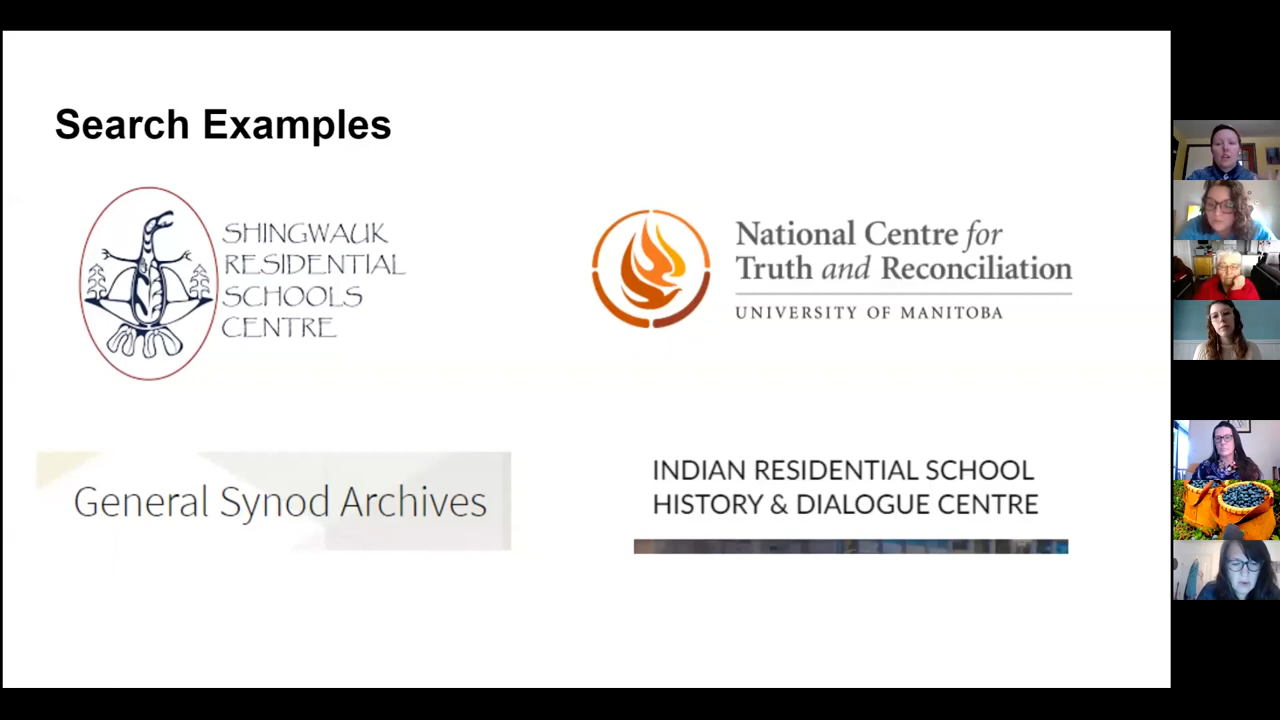 Search Examples
SHINGWAUK
RESIDENTIAL
SCHOOLS
CENTRE
National Centre for
Truth and Reconciliation
UNIVERSITY OF MANITOBA
General Synod Archives
INDIAN RESIDENTIAL SCHOOL
HISTORY & DIALOGUE CENTRE